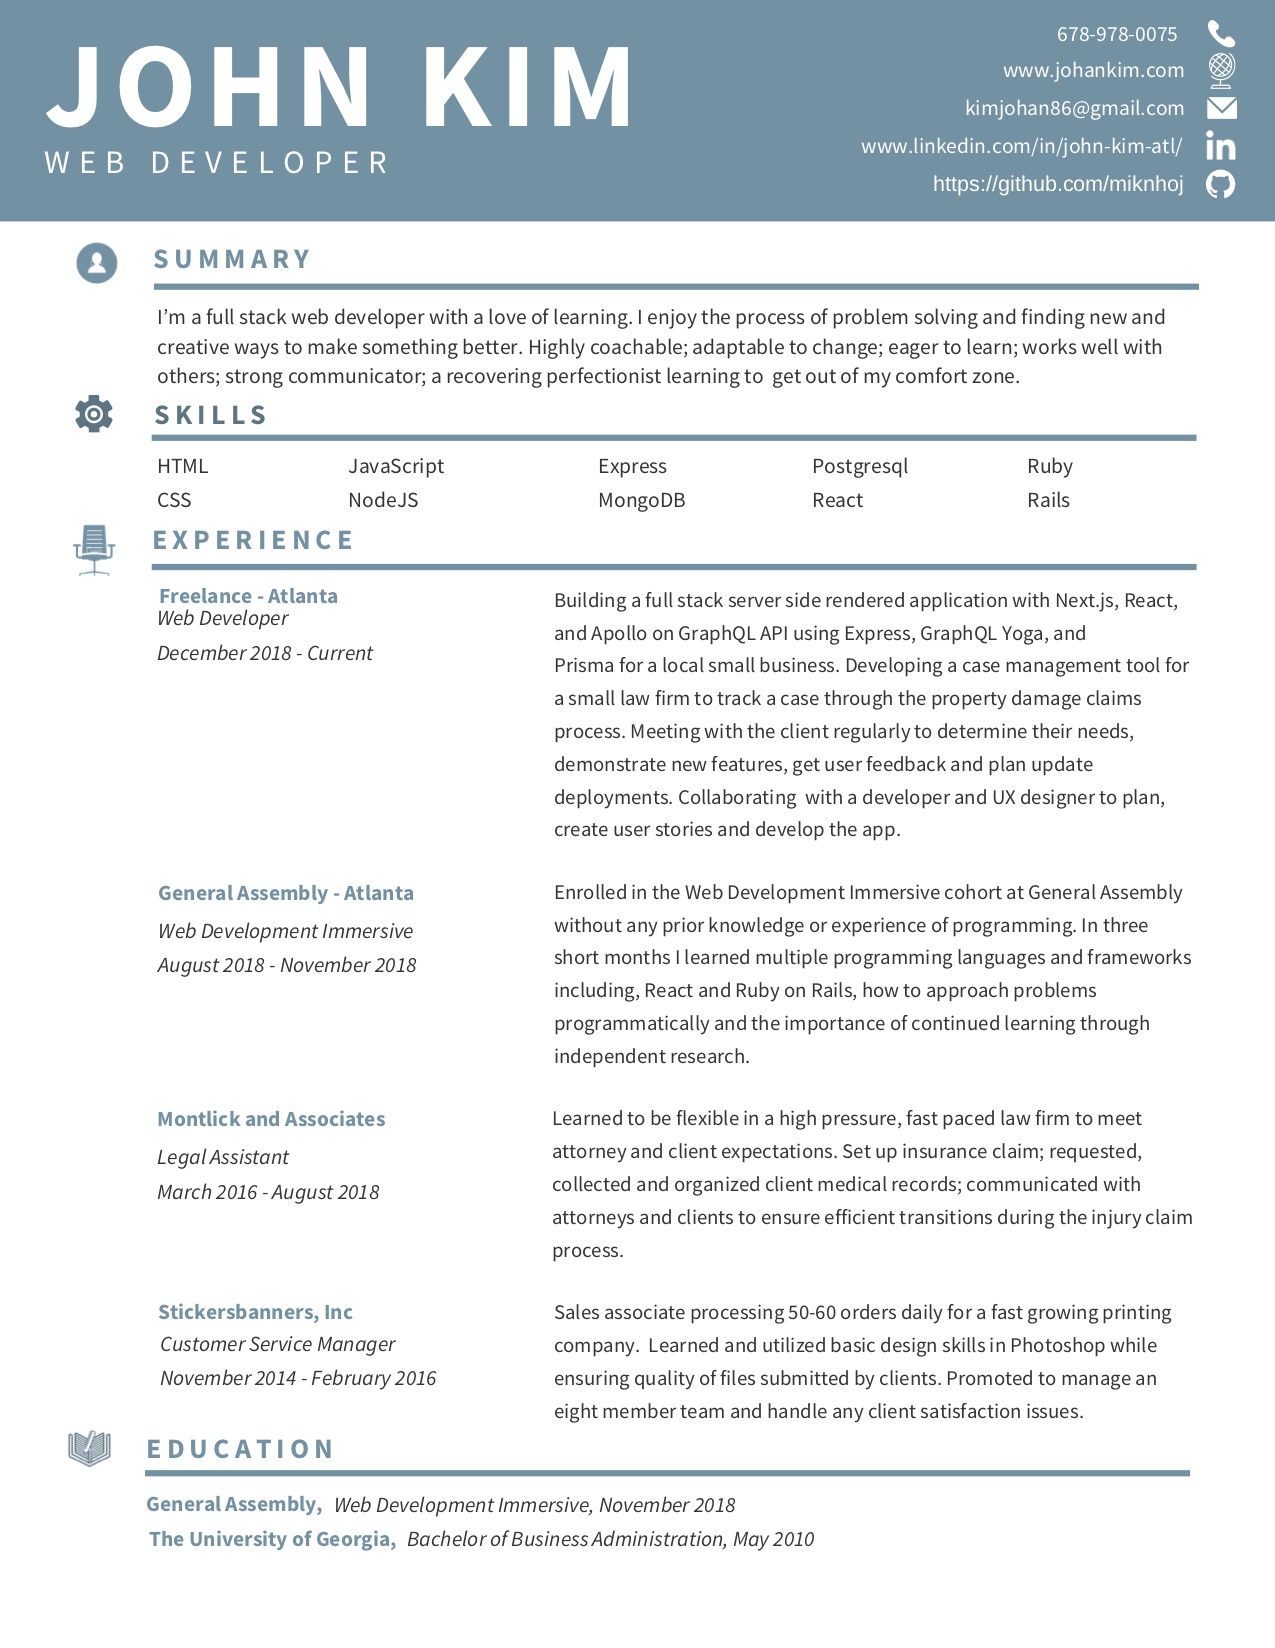 JOHN KIM
WEB DEVELOPER
678-978-0075
www.johankim.com
kimjohan86@gmail.com
www.linkedin.com/in/john-kim-atl/
https://github.com/miknhoj
SUMMARY
I’m a full stack web developer with a love of learning. I enjoy the process of problem solving and finding new and
creative ways to make something better. Highly coachable; adaptable to change; eager to learn; works well with
others; strong communicator; a recovering perfectionist learning to get out of my comfort zone.
SKILLS
HTML JavaScript Express Postgresql Ruby
CSS NodeJS MongoDB React Rails
EXPERIENCE
Freelance - Atlanta
Web Developer
December 2018 - Current
Building a full stack server side rendered application with Next.js, React,
and Apollo on GraphQL API using Express, GraphQL Yoga, and
Prisma for a local small business. Developing a case management tool for
a small law firm to track a case through the property damage claims
process. Meeting with the client regularly to determine their needs,
demonstrate new features, get user feedback and plan update
deployments. Collaborating with a developer and UX designer to plan,
create user stories and develop the app.
General Assembly - Atlanta
Web Development Immersive
August 2018 - November 2018
Enrolled in the Web Development Immersive cohort at General Assembly
without any prior knowledge or experience of programming. In three
short months I learned multiple programming languages and frameworks
including, React and Ruby on Rails, how to approach problems
programmatically and the importance of continued learning through
independent research.
Montlick and Associates
Legal Assistant
March 2016 - August 2018
Learned to be flexible in a high pressure, fast paced law firm to meet
attorney and client expectations. Set up insurance claim; requested,
collected and organized client medical records; communicated with
attorneys and clients to ensure efficient transitions during the injury claim
process.
Stickersbanners, Inc
Customer Service Manager
November 2014 - February 2016
Sales associate processing 50-60 orders daily for a fast growing printing
company. Learned and utilized basic design skills in Photoshop while
ensuring quality of files submitted by clients. Promoted to manage an
eight member team and handle any client satisfaction issues.
EDUCATION
General Assembly, Web Development Immersive, November 2018
The University of Georgia, Bachelor of Business Administration, May 2010